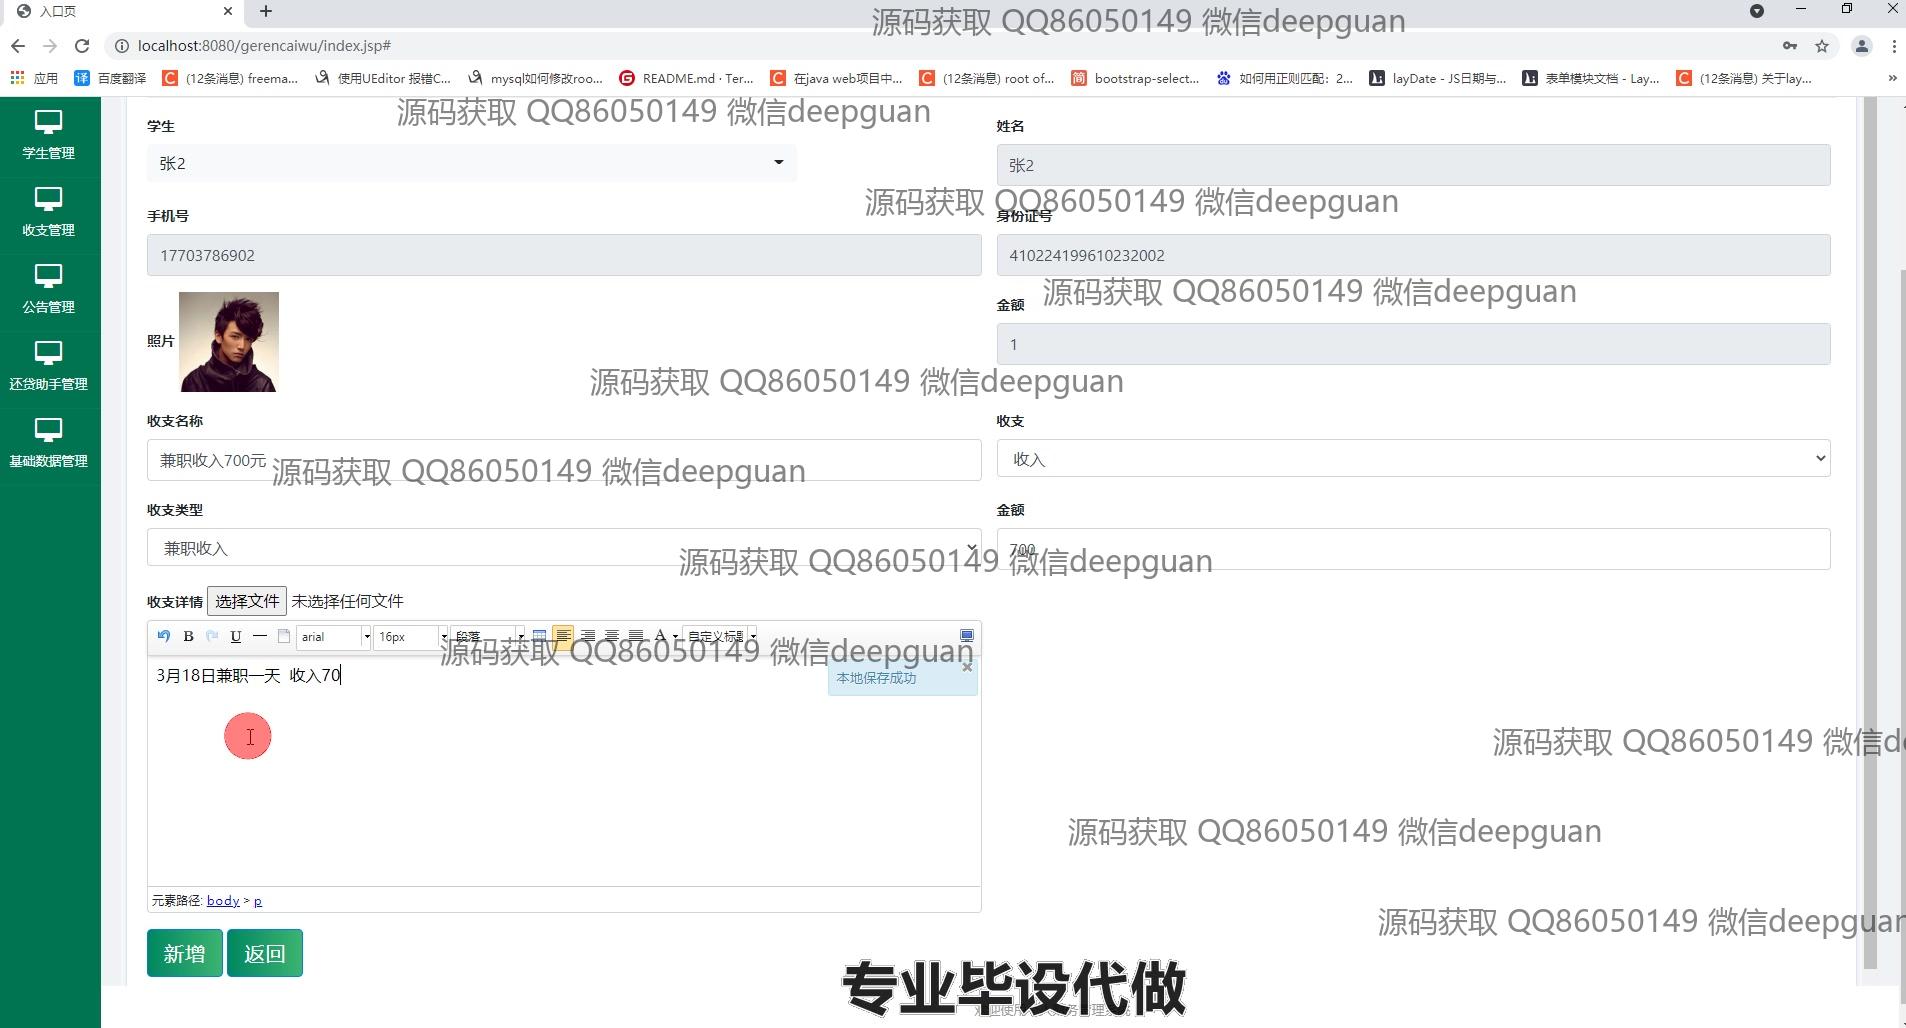 入口页
源码获取 QQ86050149 微信deepguan
localhost:8080/gerencaiwu/index.jsp#
应用 百度翻译 (12条消息) freema... 使用UEditor 报错C... mysql如何修改roo... README.md · Ter... 在java web项目中... (12条消息) root of... bootstrap-select... 如何用正则匹配：2... layDate - JS日期与... 表单模块文档 - Lay... (12条消息) 关于lay... »
源码获取 QQ86050149 微信deepguan
学生 姓名
学生管理
张2 张2
收支管理
源码获取 QQ86050149 微信deepguan
手机号 身份证号
17703786902 410224199610232002
公告管理
源码获取 QQ86050149 微信deepguan
金额
照片 1
还贷助手管理
源码获取 QQ86050149 微信deepguan
收支名称 收支
基础数据管理
兼职收入700元 收入
源码获取 QQ86050149 微信deepguan
收支类型 金额
兼职收入 700
源码获取 QQ86050149 微信deepguan
收支详情 选择文件 未选择任何文件
B U arial 16px 段落 A 自定义标题
源码获取 QQ86050149 微信deepguan
3月18日兼职一天 收入70
本地保存成功
源码获取 QQ86050149 微信d
源码获取 QQ86050149 微信deepguan
元素路径: body > p
源码获取 QQ86050149 微信deepguan
新增 返回
专业毕设代做